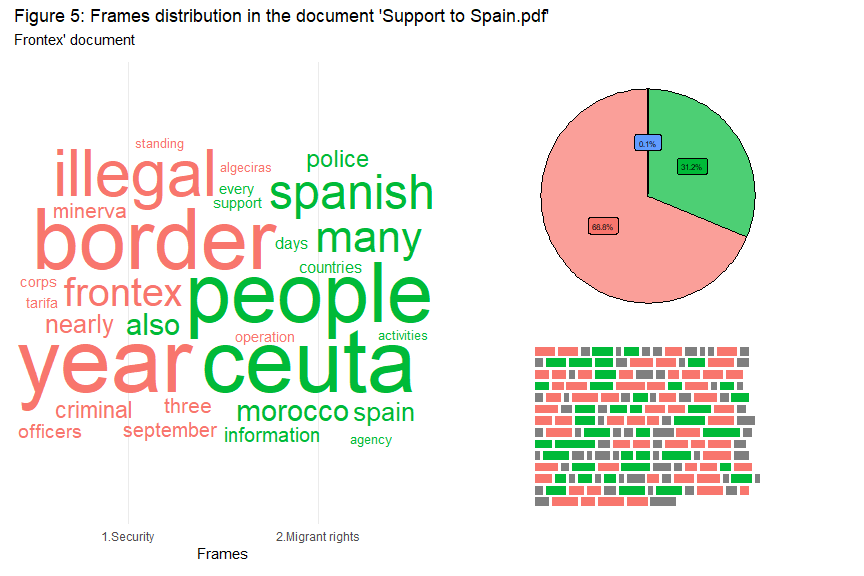 Figure 5: Frames distribution in the document 'Support to Spain.pdf'
Frontex' document
standing
illegal
algeciras
police
every
spanish
support
minerva
border
days
many
countries
corps
frontex
people
tarifa
nearly
also
operation
activities
year
ceuta
criminal
three
morocco
spain
officers
september
information
agency
1.Security
2.Migrant rights
Frames
0.1%
31.2%
68.8%